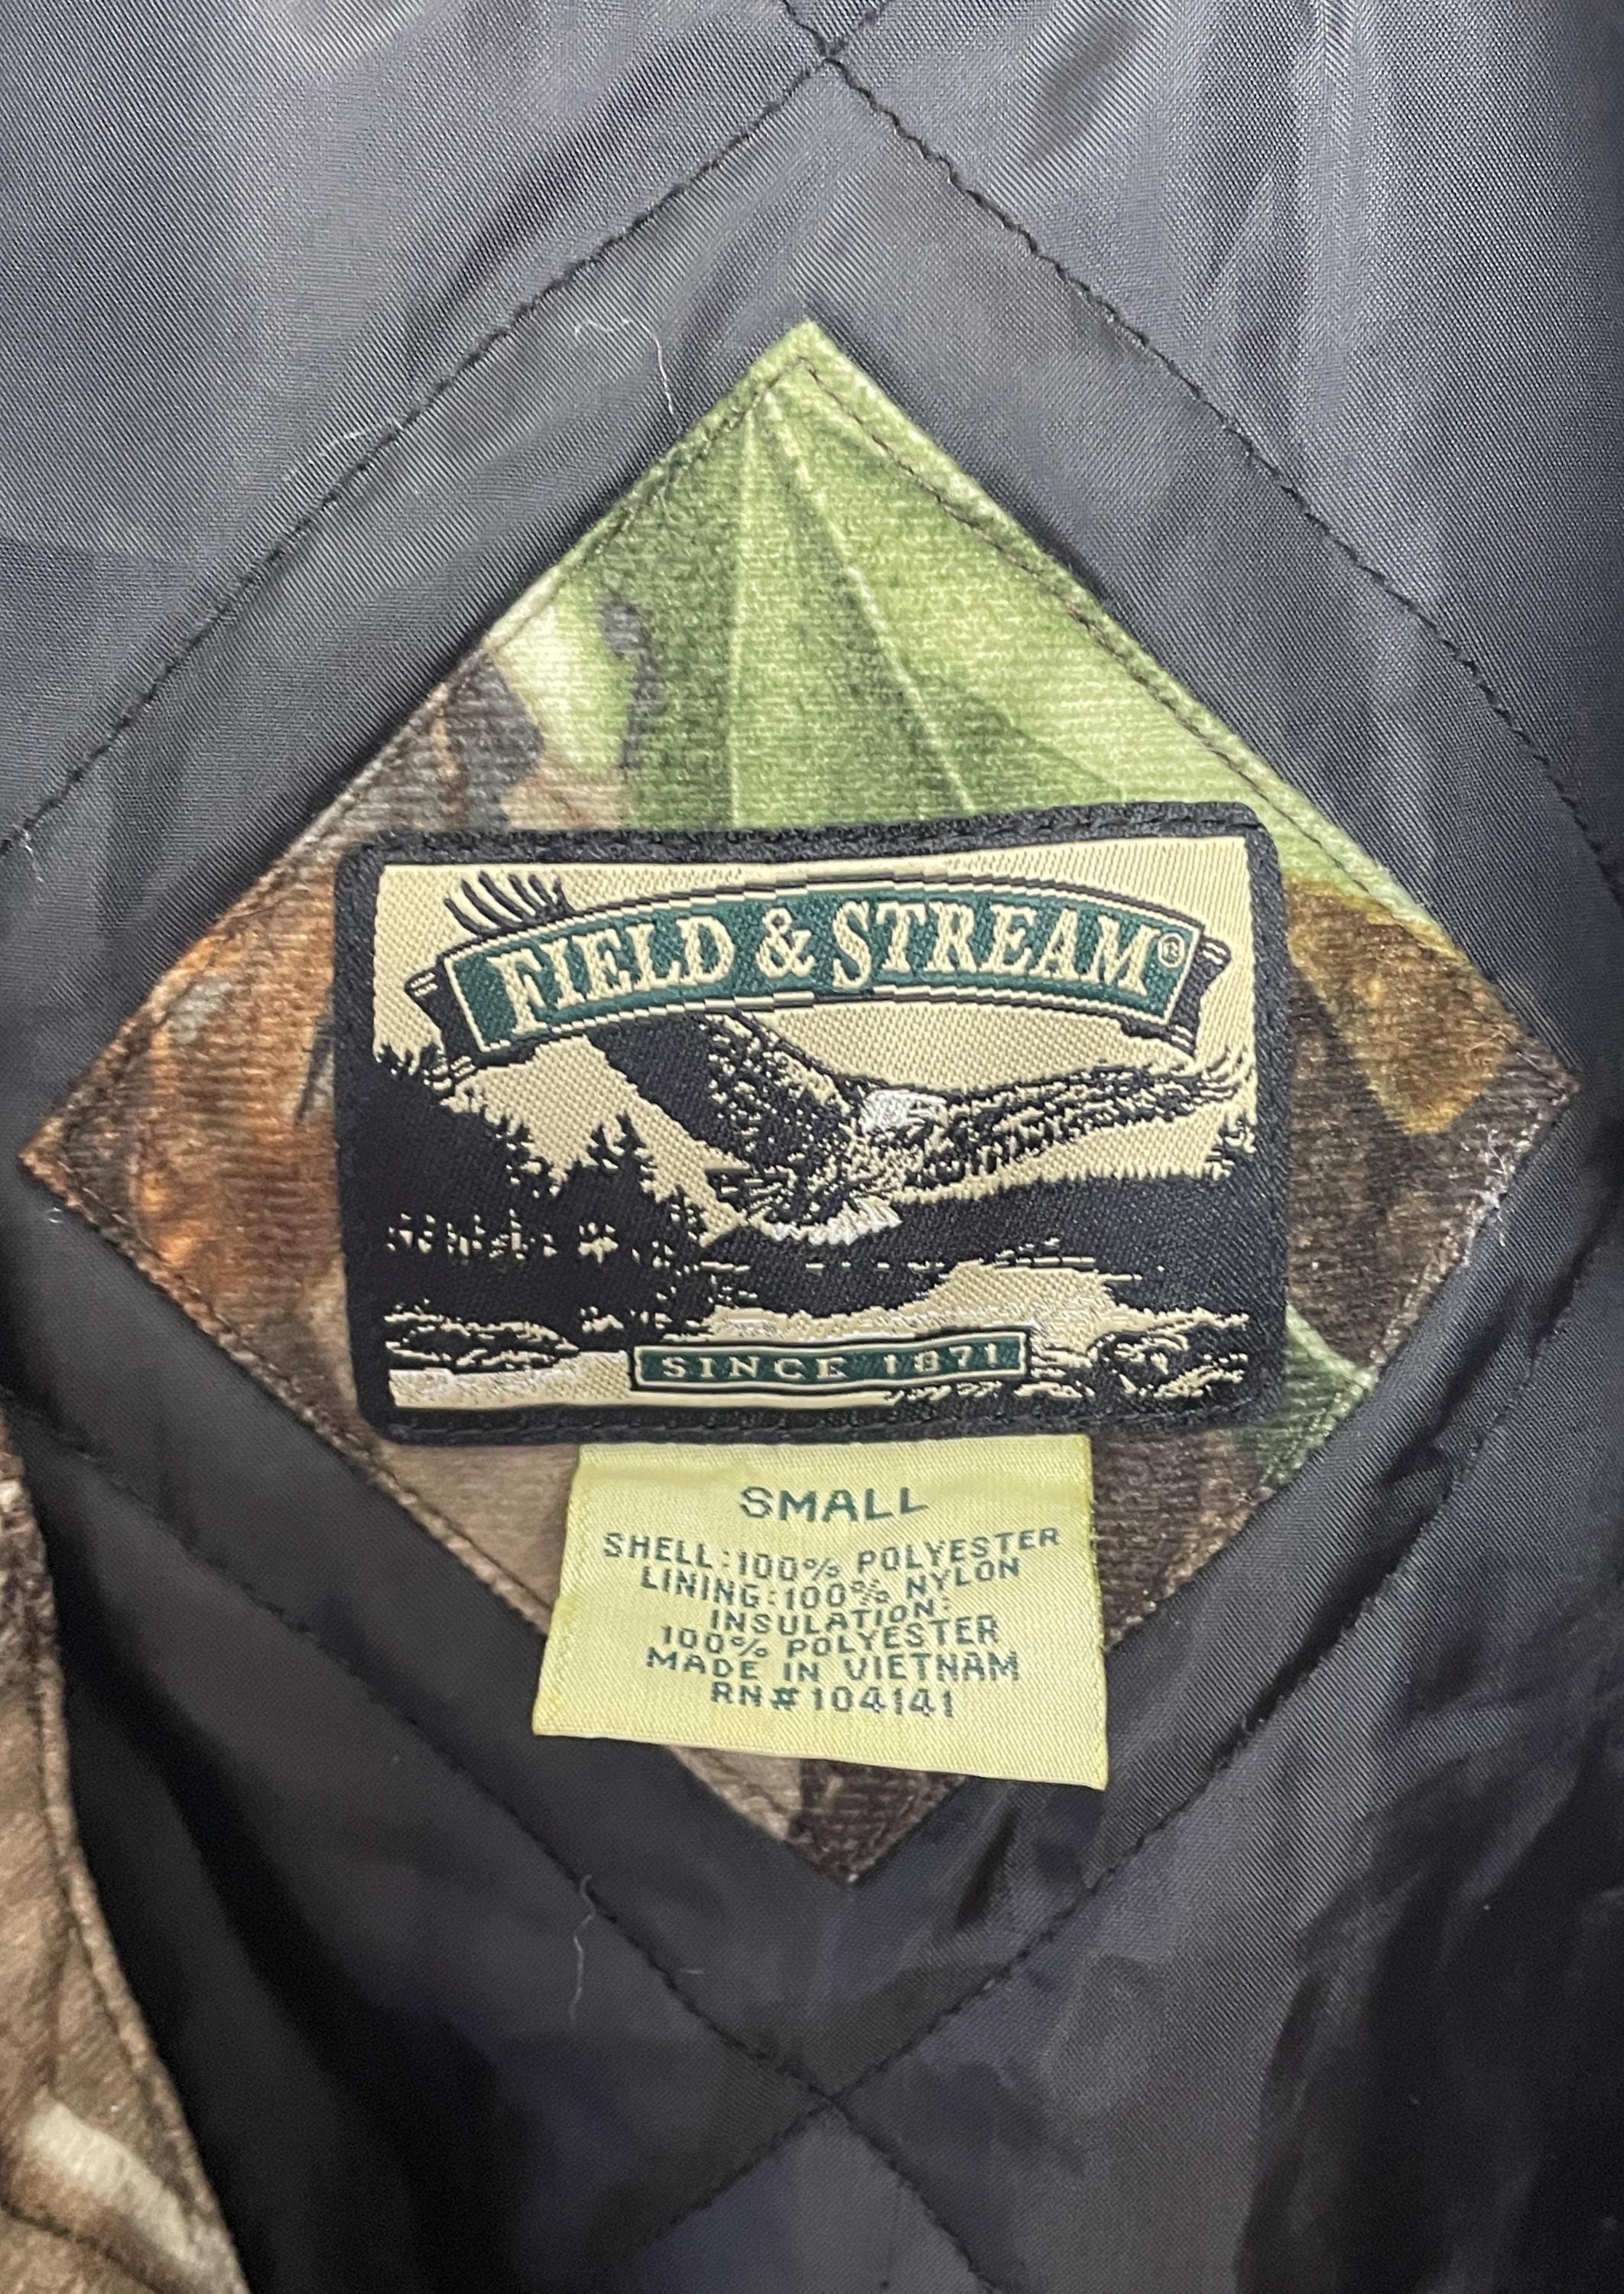 FIELD & STREAM®
SINCE 1871
SMALL
SHELL:100% POLYESTER
LINING:100% NYLON
INSULATION:
100% POLYESTER
MADE IN VIETNAM
RN#104141